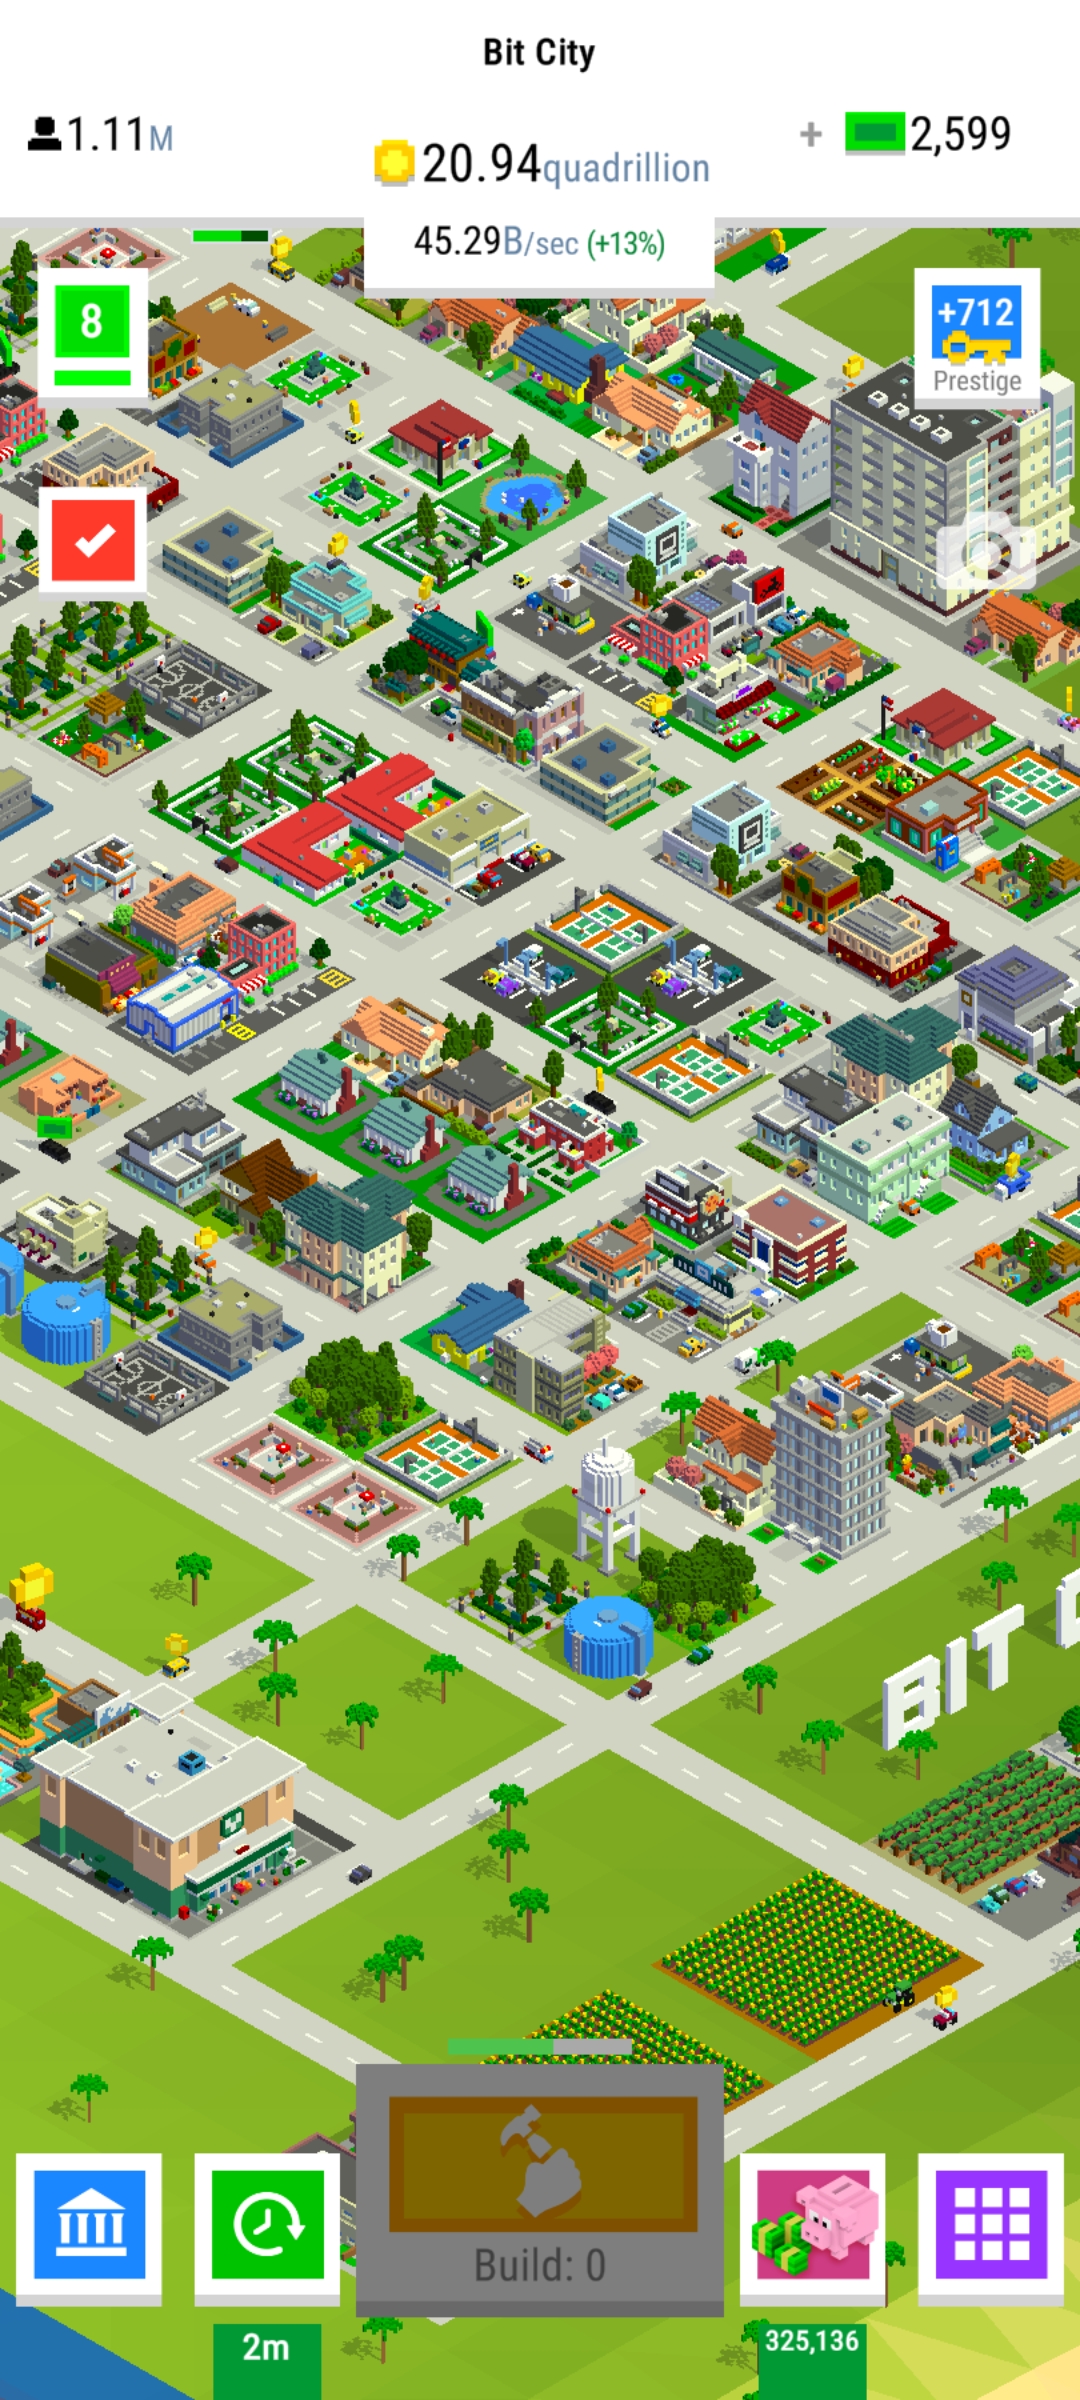 Bit City
1.11M
20.94quadrillion
+ 2,599
45.29B/sec (+13%)
8
+712
Prestige
BIT
Build: 0
2m
325,136